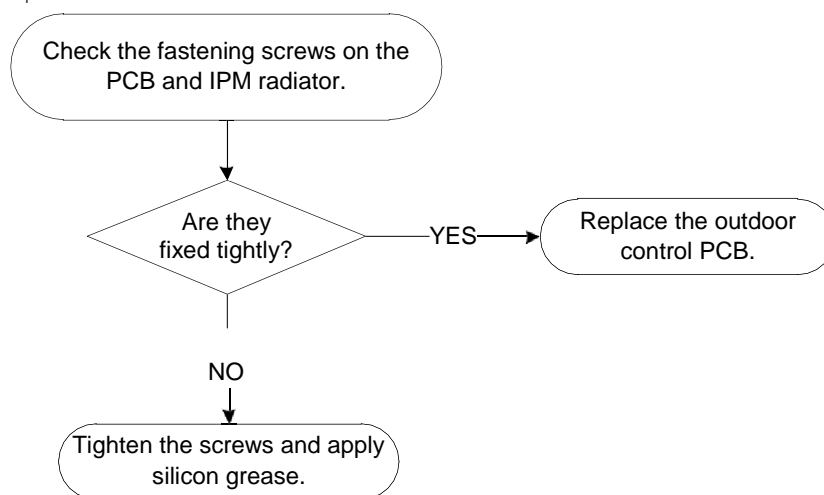 Check the fastening screws on the
PCB and IPM radiator.
Are they
fixed tightly?
YES
Replace the outdoor
control PCB.
NO
Tighten the screws and apply
silicon grease.